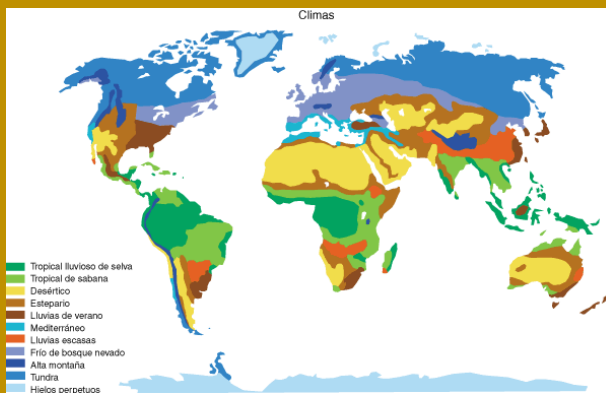 Climas
Tropical lluvioso de selva
Tropical de sabana
Desértico
Estepario
Lluvias de verano
Mediterráneo
Lluvias escasas
Frío de bosque nevado
Alta montaña
Tundra
Hielos perpetuos